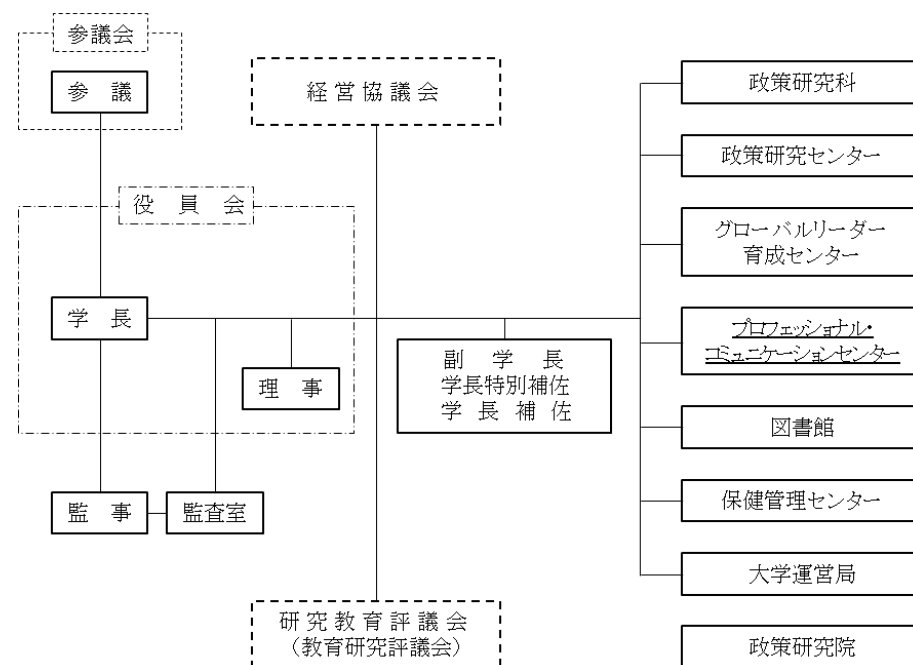 参議会
参　議
経営協議会
役　員　会
学　長
理　事
監　事
監査室
副　学　長
学長特別補佐
学　長　補　佐
研究教育評議会
（教育研究評議会）
政策研究科
政策研究センター
グローバルリーダー
育成センター
プロフェッショナル・
コミュニケーションセンター
図書館
保健管理センター
大学運営局
政策研究院